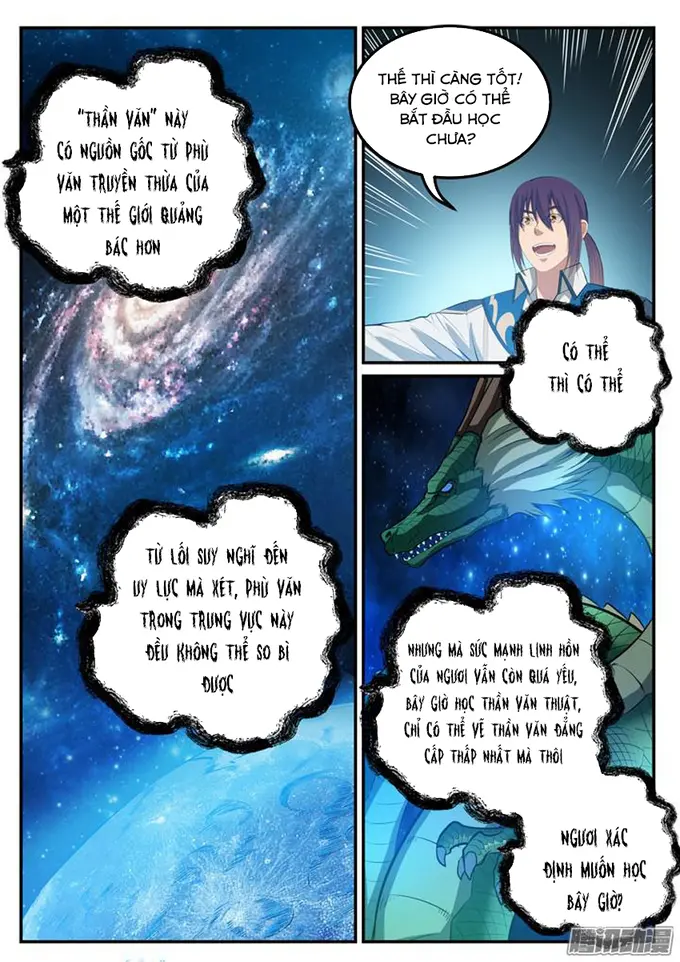 "THẦN VĂN" NÀY
CÓ NGUỒN GỐC TỪ PHÙ
VĂN TRUYỀN THỪA CỦA
MỘT THẾ GIỚI QUẢNG
BÁC HƠN
TỪ LỐI SUY NGHĨ ĐẾN
UY LỰC MÀ XÉT, PHÙ VĂN
TRONG TRUNG VỰC NÀY
ĐỀU KHÔNG THỂ SO BÌ
ĐƯỢC
THẾ THÌ CÀNG TỐT!
BÂY GIỜ CÓ THỂ
BẮT ĐẦU HỌC
CHƯA?
CÓ THỂ
THÌ CÓ THỂ
NHƯNG MÀ SỨC MẠNH LINH HỒN
CỦA NGƯƠI VẪN CÒN QUÁ YẾU,
BÂY GIỜ HỌC THẦN VĂN THUẬT,
CHỈ CÓ THỂ VẼ THẦN VĂN ĐẲNG
CẤP THẤP NHẤT MÀ THÔI
NGƯƠI XÁC
ĐỊNH MUỐN HỌC
BÂY GIỜ?
腾讯动漫